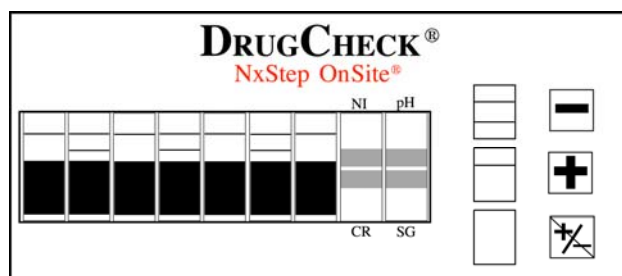 DRUGCHECK®
NxStep OnSite®
NI pH
CR SG
− 
+
+/−